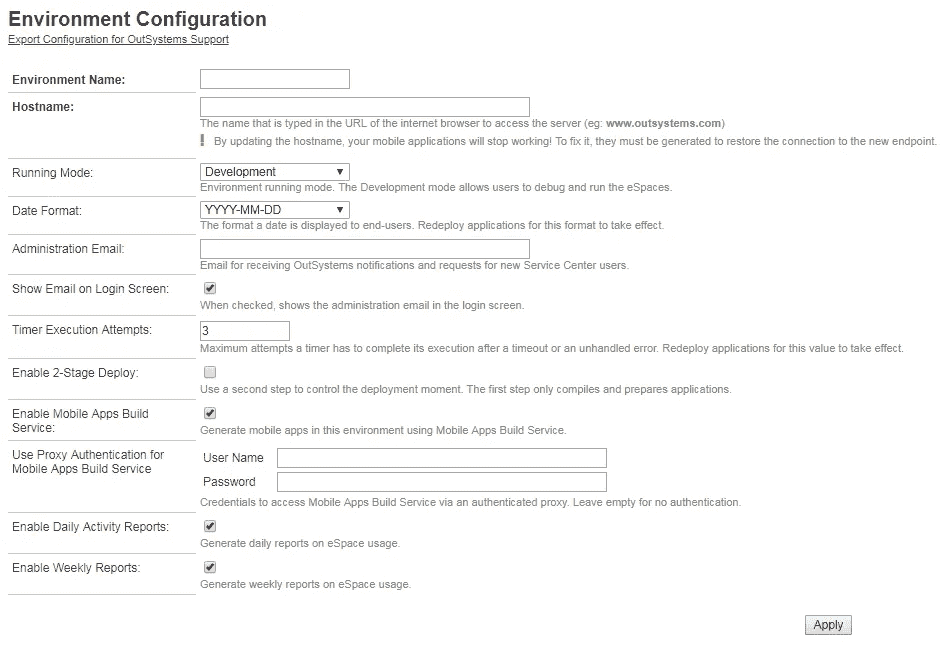 Environment Configuration
Export Configuration for OutSystems Support
Environment Name:
Hostname:
The name that is typed in the URL of the internet browser to access the server (eg: www.outsystems.com)
! By updating the hostname, your mobile applications will stop working! To fix it, they must be generated to restore the connection to the new endpoint.
Running Mode: Development
Environment running mode. The Development mode allows users to debug and run the eSpaces.
Date Format: YYYY-MM-DD
The format a date is displayed to end-users. Redeploy applications for this format to take effect.
Administration Email:
Email for receiving OutSystems notifications and requests for new Service Center users.
Show Email on Login Screen:
When checked, shows the administration email in the login screen.
Timer Execution Attempts: 3
Maximum attempts a timer has to complete its execution after a timeout or an unhandled error. Redeploy applications for this value to take effect.
Enable 2-Stage Deploy:
Use a second step to control the deployment moment. The first step only compiles and prepares applications.
Enable Mobile Apps Build
Service:
Generate mobile apps in this environment using Mobile Apps Build Service.
Use Proxy Authentication for
Mobile Apps Build Service
User Name
Password
Credentials to access Mobile Apps Build Service via an authenticated proxy. Leave empty for no authentication.
Enable Daily Activity Reports:
Generate daily reports on eSpace usage.
Enable Weekly Reports:
Generate weekly reports on eSpace usage.
Apply